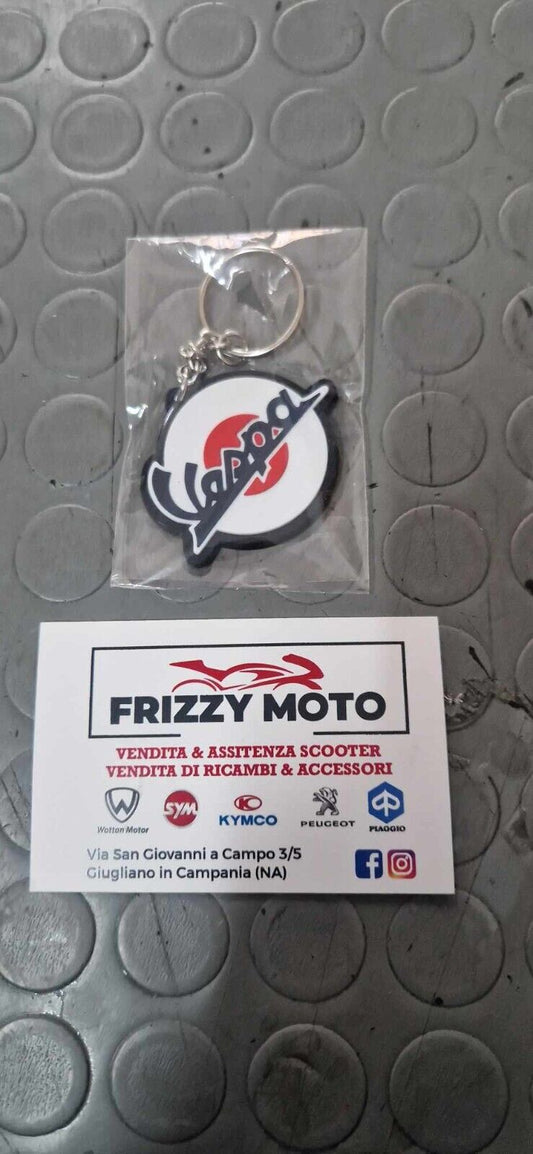 Vespa
FRIZZY MOTO
VENDITA & ASSITENZA SCOOTER
VENDITA DI RICAMBI & ACCESSORI
W
SYM
KYMCO
PEUGEOT
Wottan Motor
PIAGGIO
Via San Giovanni a Campo 3/5
Giugliano in Campania (NA)